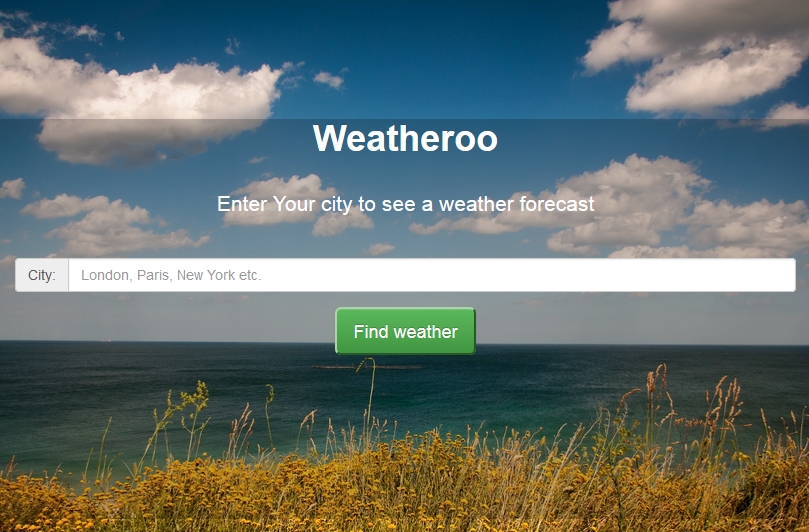 Weatheroo
Enter Your city to see a weather forecast
City: London, Paris, New York etc.
Find weather